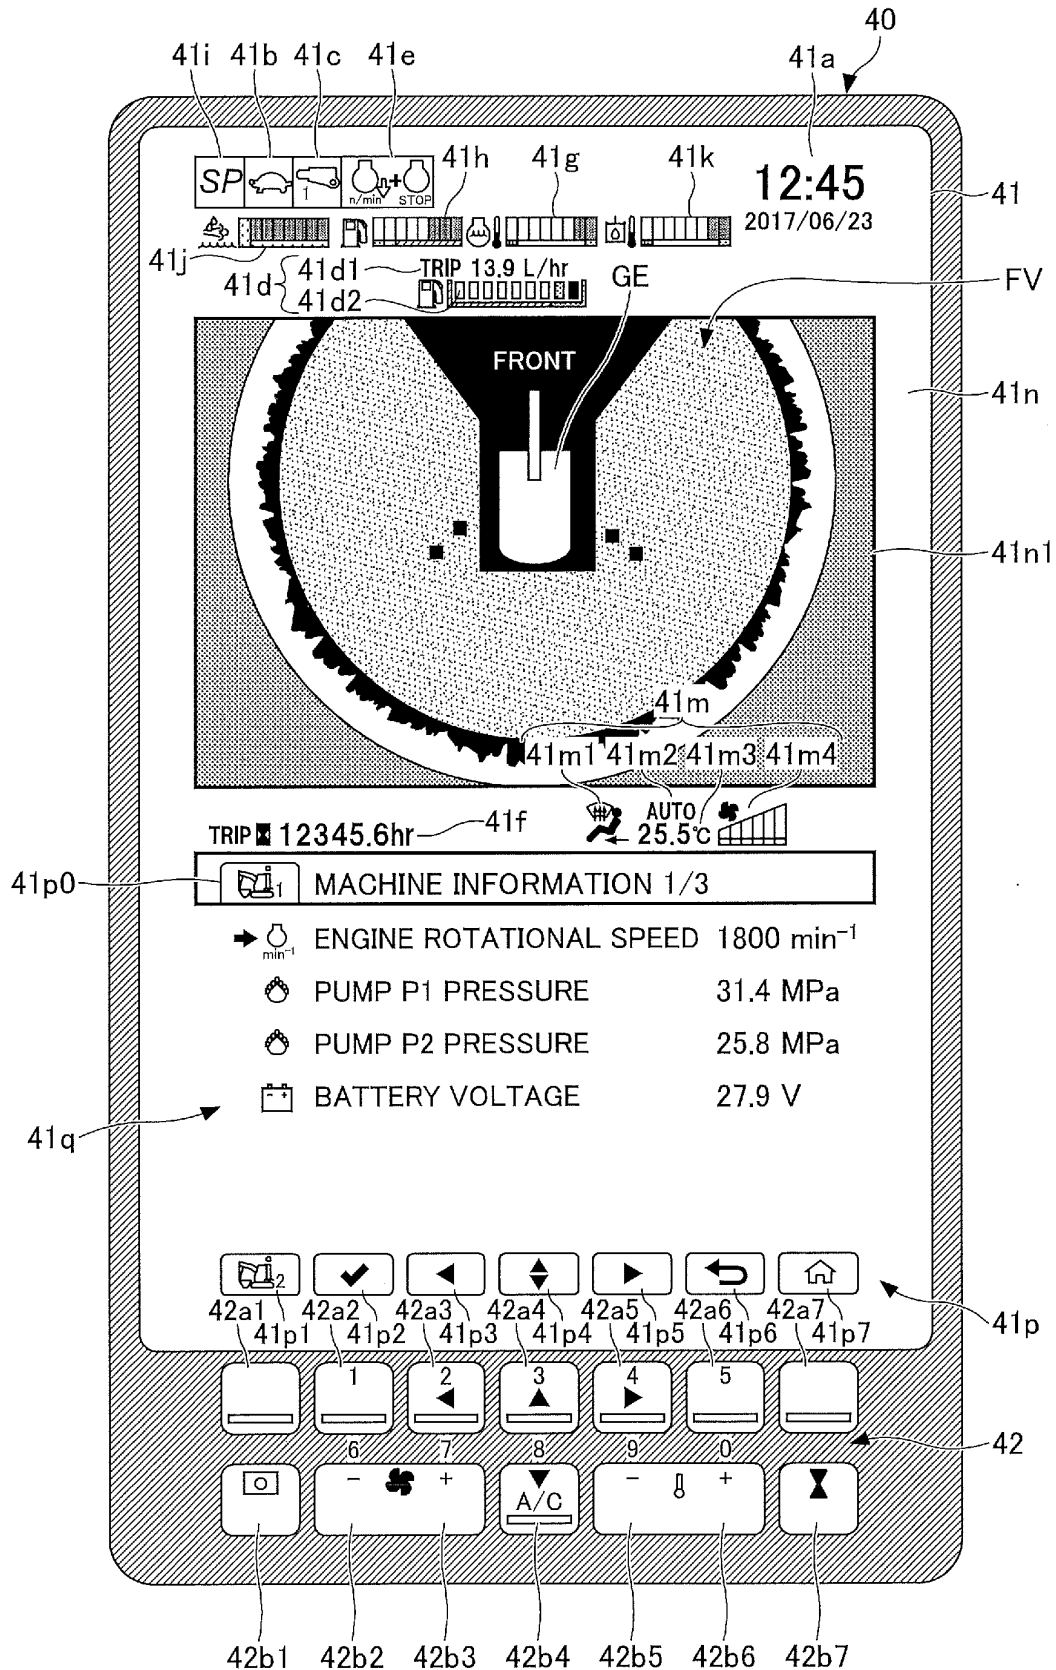 40
41i 41b 41c 41e 41a
41h 41g 41k
SP 1 n/min + STOP
12:45
41
2017/06/23
41j
41d 41d1 TRIP 13.9 L/hr GE FV
41d2
FRONT
41n
41n1
41m
41m1 41m2 41m3 41m4
TRIP 12345.6hr 41f AUTO
25.5℃
41p0 1 MACHINE INFORMATION 1/3
min⁻¹ ENGINE ROTATIONAL SPEED 1800 min⁻¹
PUMP P1 PRESSURE 31.4 MPa
PUMP P2 PRESSURE 25.8 MPa
- + BATTERY VOLTAGE 27.9 V
41q
2
42a1 42a2 42a3 42a4 42a5 42a6 42a7
41p1 41p2 41p3 41p4 41p5 41p6 41p7 41p
1 2 3 4 5
42
6 7 8 9 0
− + − +
A/C
42b1 42b2 42b3 42b4 42b5 42b6 42b7